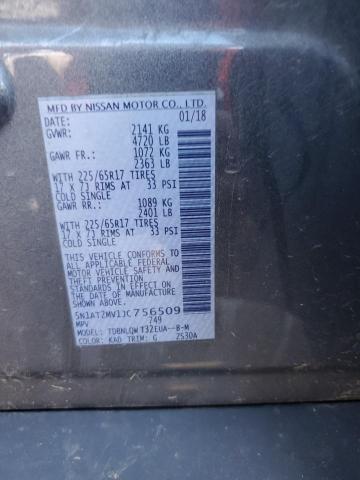 MFD BY NISSAN MOTOR CO., LTD.
DATE: 01/18
GVWR: 2141 KG
4720 LB
GAWR FR.: 1072 KG
2363 LB
WITH 225/65R17 TIRES
17 X 7J RIMS AT 33 PSI
COLD SINGLE
GAWR RR.: 1089 KG
2401 LB
WITH 225/65R17 TIRES
17 X 7J RIMS AT 33 PSI
COLD SINGLE
THIS VEHICLE CONFORMS TO
ALL APPLICABLE FEDERAL
MOTOR VEHICLE SAFETY
AND THEFT PREVENTION
STANDARDS IN EFFECT
ON THE DATE OF MANUFACTURE
SHOWN ABOVE.
5N1AT2MV1JC756509
MPV 749
MODEL: TDBNLQW T32EUA--B-M
COLOR: KAD TRIM: G 2S30A